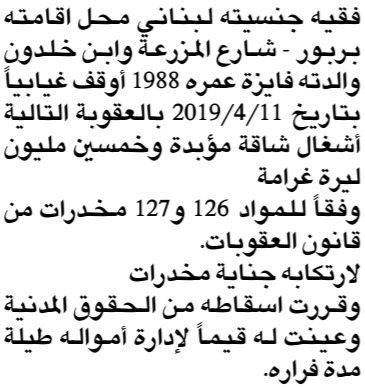 فقيه جنسيته لبناني محل اقامته
بربور - شارع المزرعة وابن خلدون
والدته فايزة عمره 1988 أوقف غيابياً
بتاريخ 2019/4/11 بالعقوبة التالية
أشغال شاقة مؤبدة وخمسين مليون
ليرة غرامة
وفقاً للمواد 126 و127 مخدرات من
قانون العقوبات.
لارتكابه جناية مخدرات
وقررت اسقاطه من الحقوق المدنية
وعينت له قيماً لإدارة أمواله طيلة
مدة فراره.